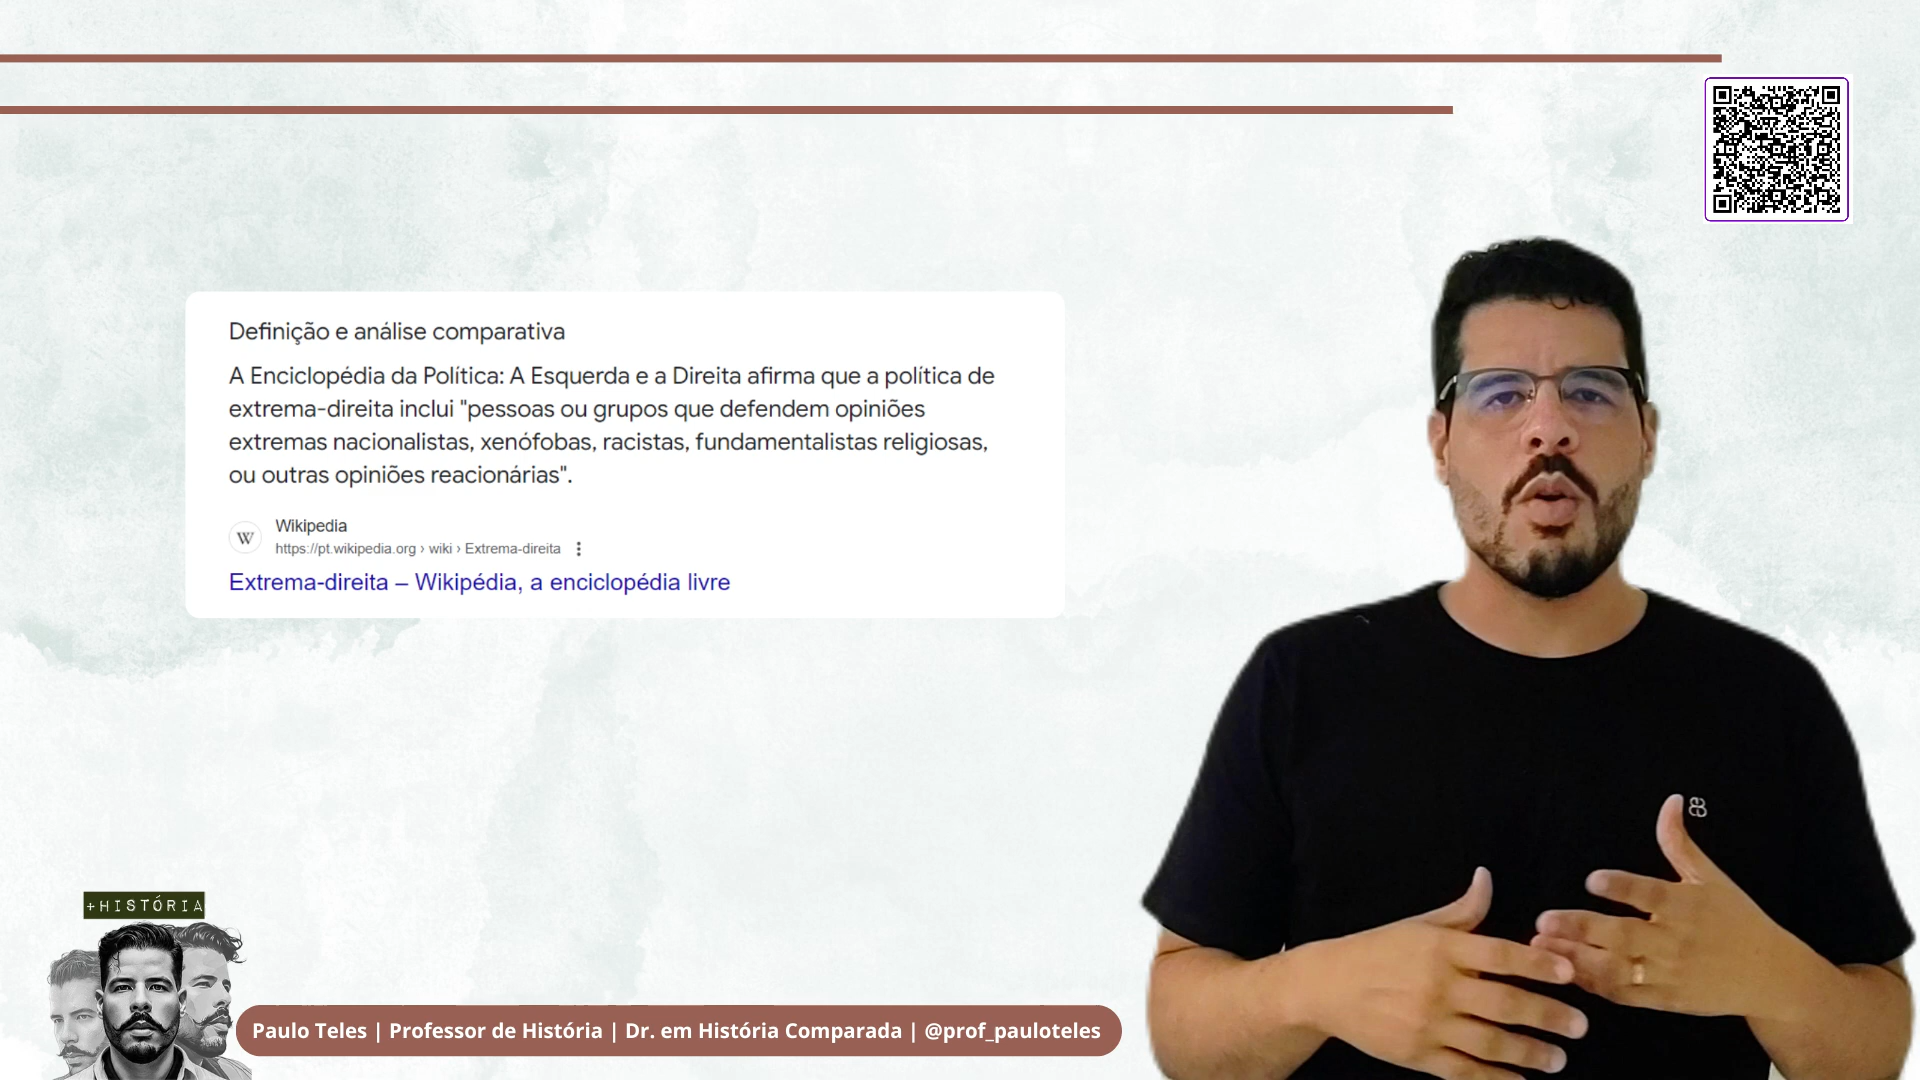 Definição e análise comparativa
A Enciclopédia da Política: A Esquerda e a Direita afirma que a política de
extrema-direita inclui "pessoas ou grupos que defendem opiniões
extremas nacionalistas, xenófobas, racistas, fundamentalistas religiosas,
ou outras opiniões reacionárias".
W
Wikipedia
https://pt.wikipedia.org › wiki › Extrema-direita
Extrema-direita – Wikipédia, a enciclopédia livre
+HISTÓRIA
Paulo Teles | Professor de História | Dr. em História Comparada | @prof_pauloteles